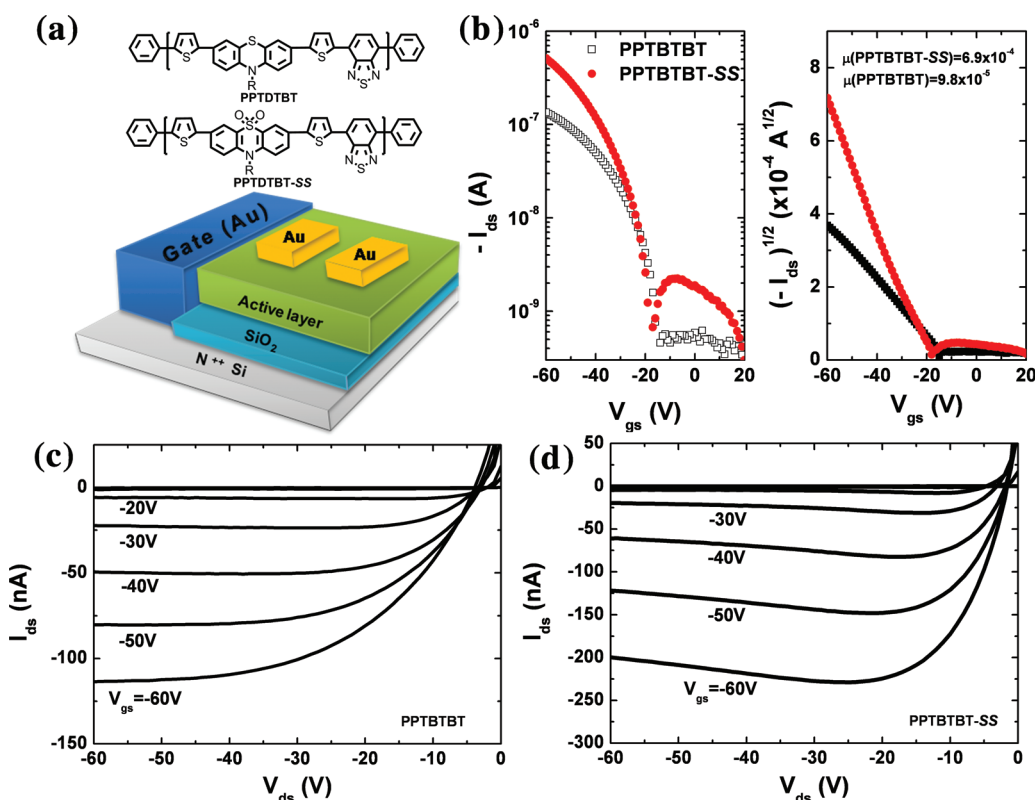 (a)
S
S
S
N
R
N
S
N
PPTDTBT
O O
S
S
S
N
R
N
S
N
PPTDTBT-SS
Gate (Au)
Au
Au
Active layer
SiO2
N ++ Si
(b)
PPTBTBT
PPTBTBT-SS
10^-6
10^-7
10^-8
10^-9
- Ids (A)
-60 -40 -20 0 20
Vgs (V)
μ(PPTBTBT-SS)=6.9x10^-4
μ(PPTBTBT)=9.8x10^-5
8
6
4
2
0
(- Ids)^1/2 (x10^-4 A^1/2)
-60 -40 -20 0 20
Vgs (V)
(c)
0
-50
-100
-150
Ids (nA)
-20V
-30V
-40V
-50V
Vgs=-60V
PPTBTBT
-60 -50 -40 -30 -20 -10 0
Vds (V)
(d)
50
0
-50
-100
-150
-200
-250
-300
Ids (nA)
-30V
-40V
-50V
Vgs=-60V
PPTBTBT-SS
-60 -50 -40 -30 -20 -10 0
Vds (V)